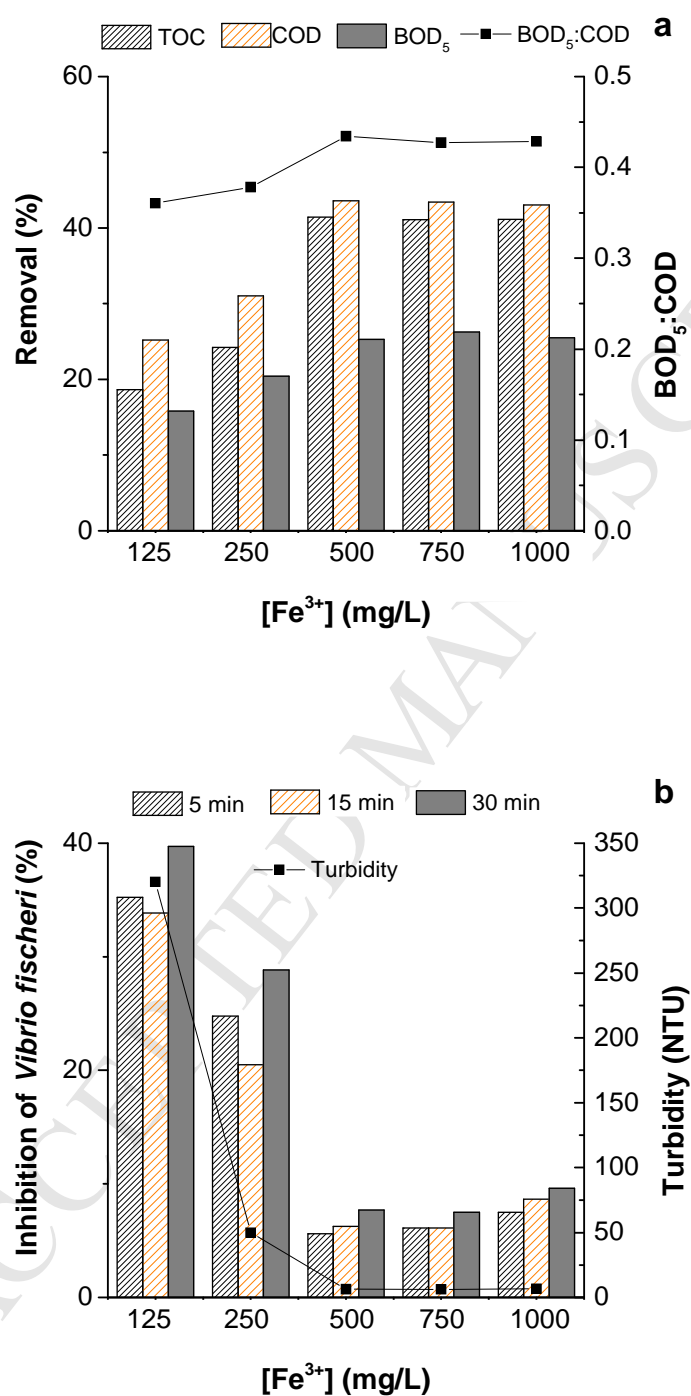 a
TOC COD BOD₅ BOD₅:COD
60
40
20
0
0.5
0.4
0.3
0.2
0.1
0.0
Removal (%)
BOD₅:COD
125 250 500 750 1000
[Fe³⁺] (mg/L)
b
5 min 15 min 30 min
Turbidity
40
20
0
350
300
250
200
150
100
50
0
Inhibition of Vibrio fischeri (%)
Turbidity (NTU)
125 250 500 750 1000
[Fe³⁺] (mg/L)
ACCEPTED MANUSC